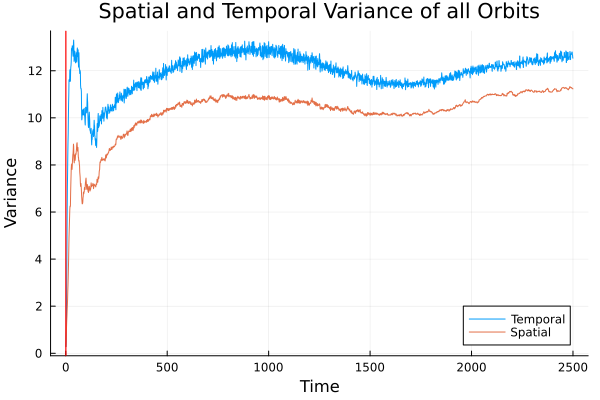 Spatial and Temporal Variance of all Orbits
Variance
12
10
8
6
4
2
0
Temporal
Spatial
0 500 1000 1500 2000 2500
Time